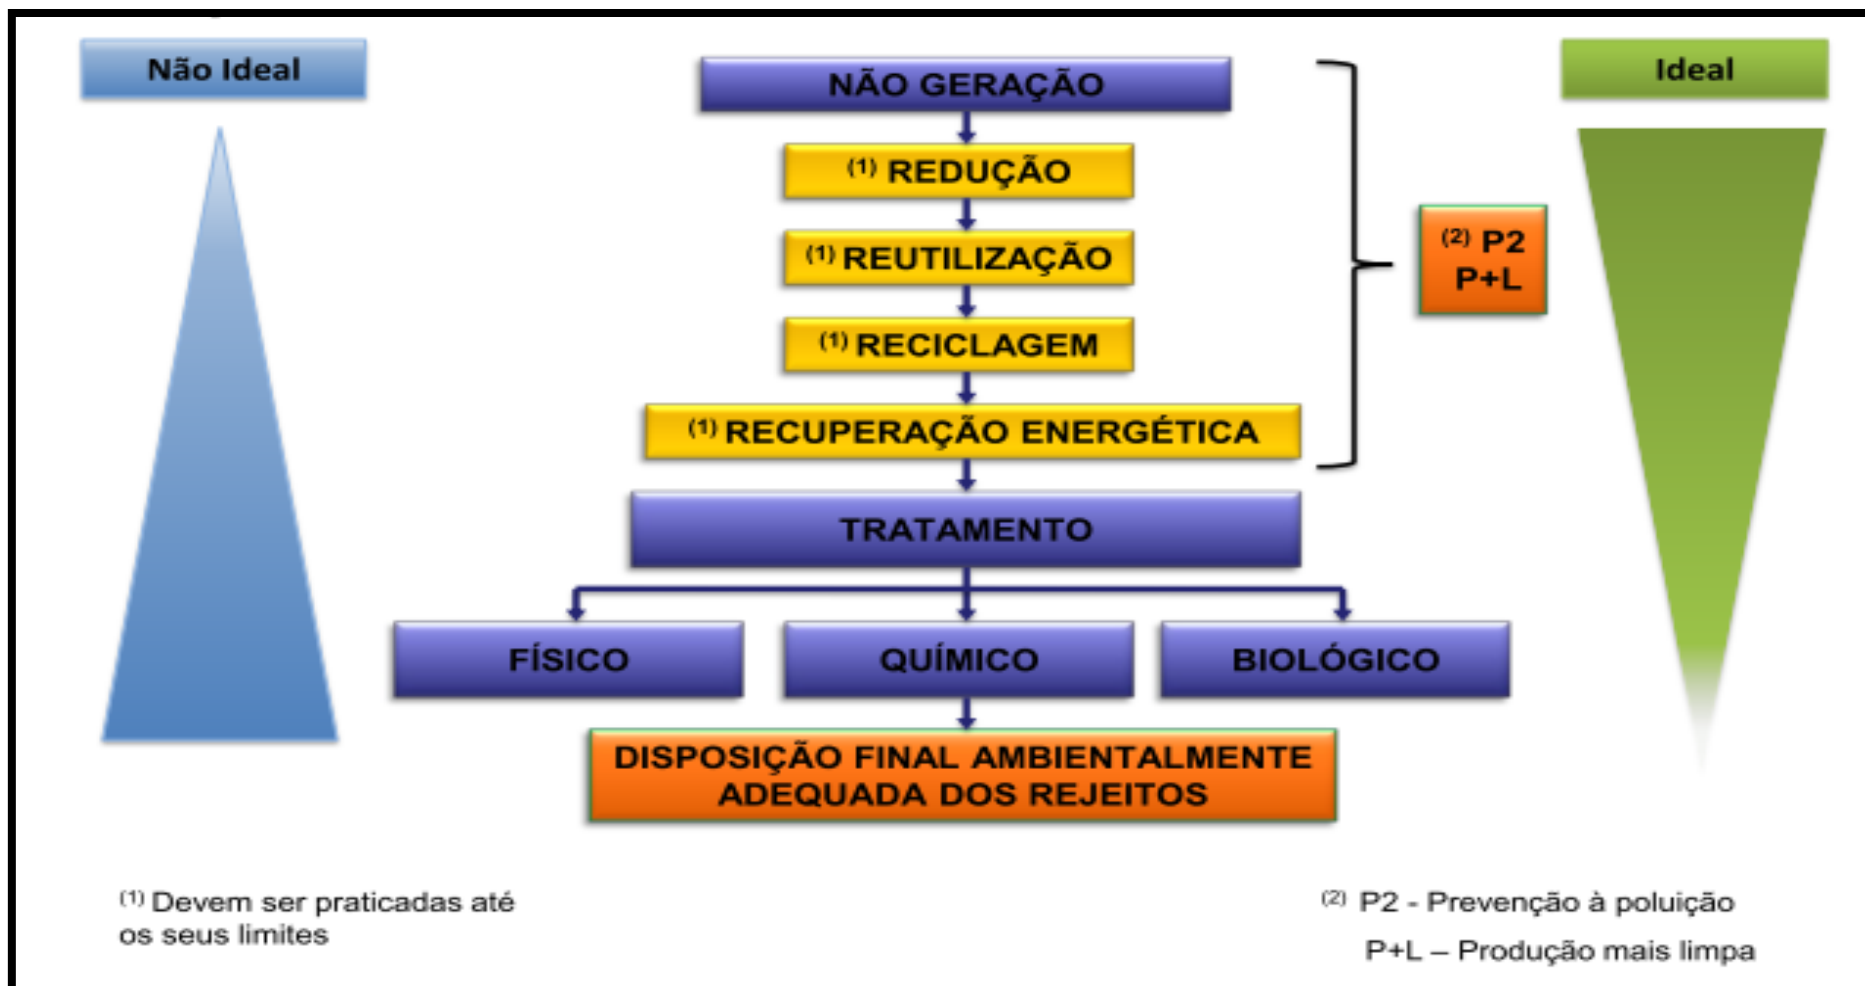 Não Ideal
Ideal
NÃO GERAÇÃO
(1) REDUÇÃO
(1) REUTILIZAÇÃO
(2) P2
P+L
(1) RECICLAGEM
(1) RECUPERAÇÃO ENERGÉTICA
TRATAMENTO
FÍSICO
QUÍMICO
BIOLÓGICO
DISPOSIÇÃO FINAL AMBIENTALMENTE
ADEQUADA DOS REJEITOS
(1) Devem ser praticadas até
os seus limites
(2) P2 - Prevenção à poluição
P+L – Produção mais limpa